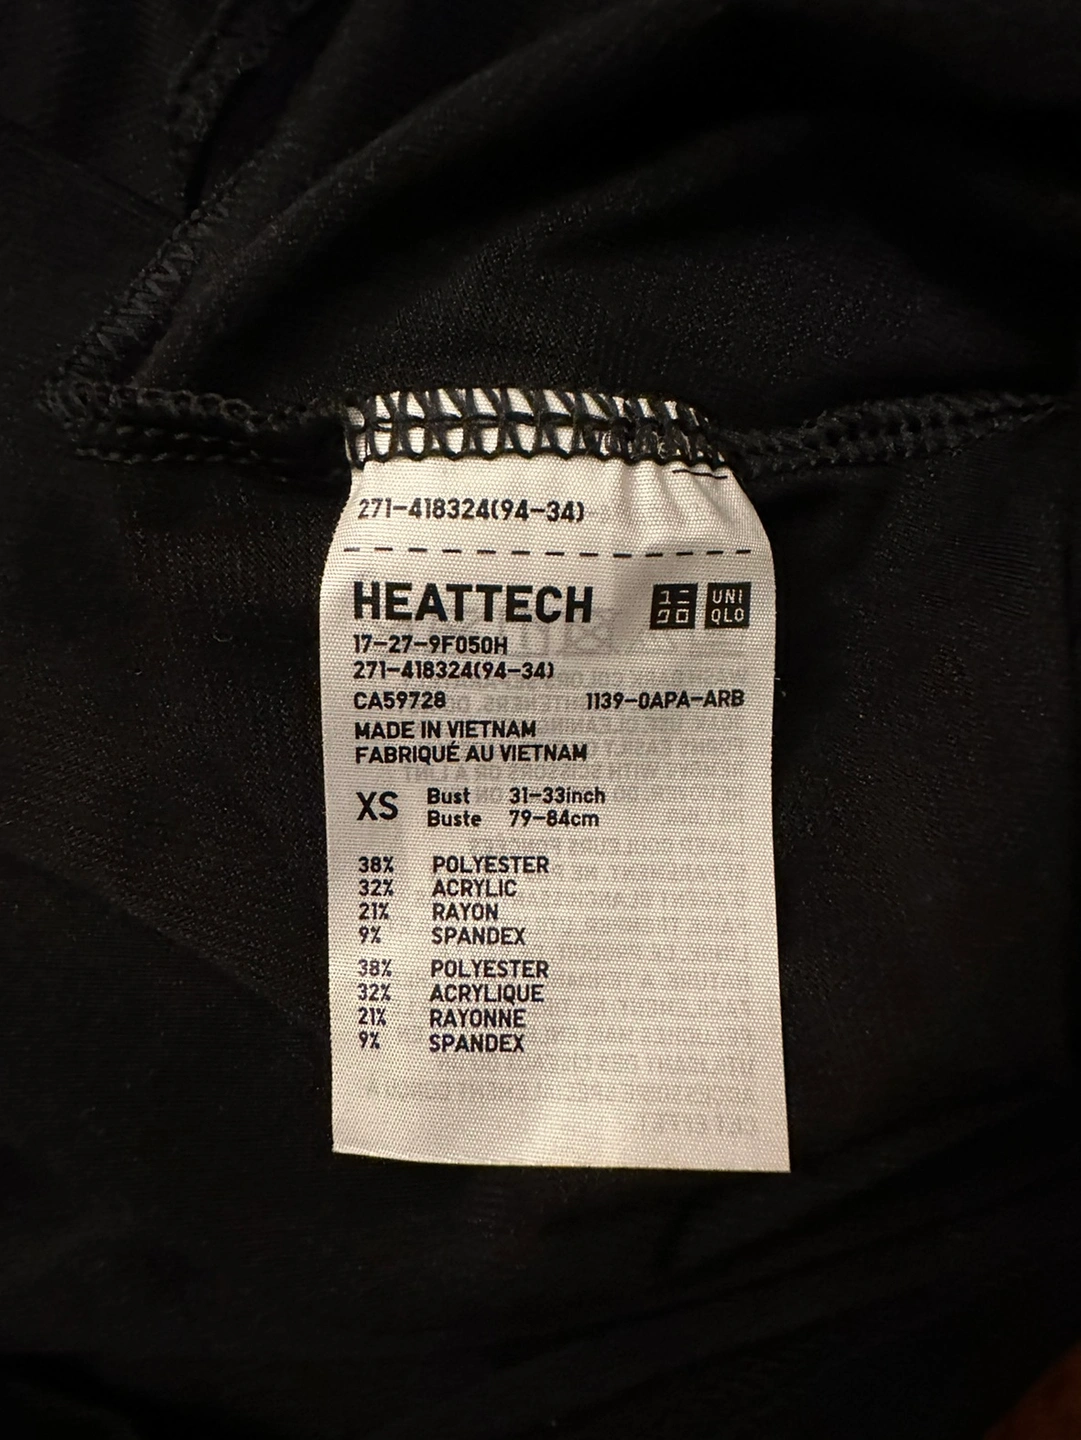 271-418324(94-34)
HEATTECH ユニクロ UNIQLO
17-27-9F050H
271-418324(94-34)
CA59728 1139-0APA-ARB
MADE IN VIETNAM
FABRIQUÉ AU VIETNAM
XS Bust 31-33inch
Buste 79-84cm
38% POLYESTER
32% ACRYLIC
21% RAYON
9% SPANDEX
38% POLYESTER
32% ACRYLIQUE
21% RAYONNE
9% SPANDEX